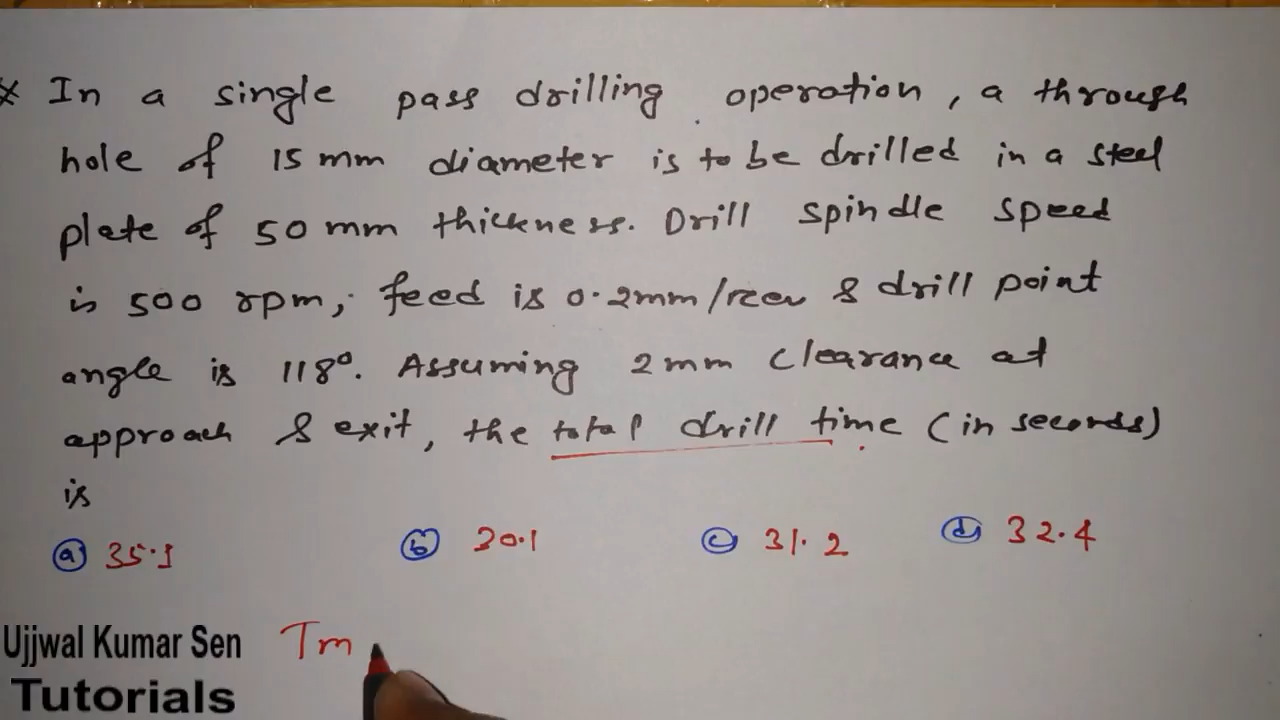 * In a single pass drilling operation, a through
hole of 15 mm diameter is to be drilled in a steel
plate of 50 mm thickness. Drill spindle speed
is 500 rpm, feed is 0.2mm/rev & drill point
angle is 118°. Assuming 2 mm clearance at
approach & exit, the total drill time (in seconds)
is
(a) 35.1 (b) 30.1 (c) 31.2 (d) 32.4
Ujjwal Kumar Sen Tm
Tutorials